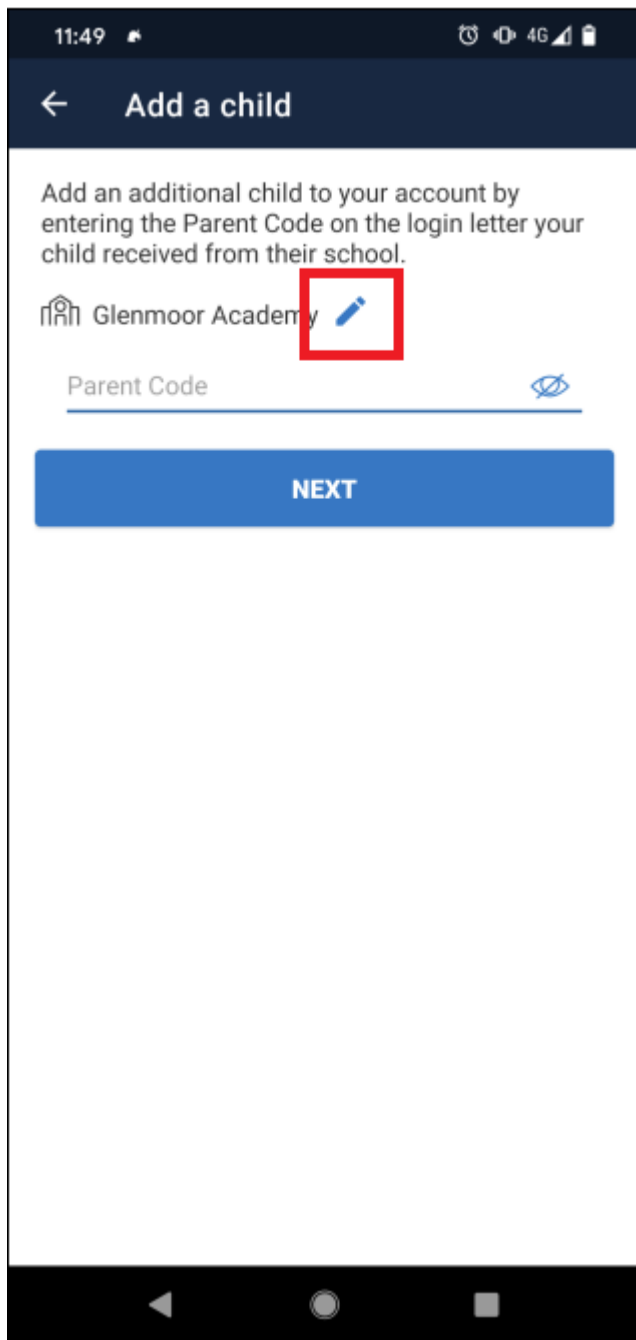 11:49 4G
Add a child
Add an additional child to your account by
entering the Parent Code on the login letter your
child received from their school.
Glenmoor Academy
Parent Code
NEXT